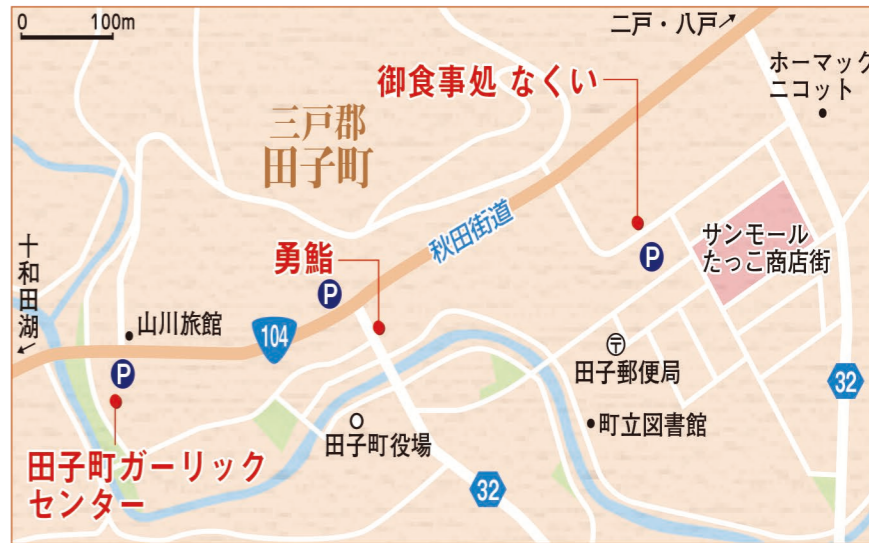 0 100m
二戸・八戸
ホーマック
ニコット
御食事処 なくい
三戸郡
田子町
秋田街道
サンモール
たっこ商店街
十和田湖
勇鮨
P
P
山川旅館
104
P
〒
田子郵便局
32
町立図書館
田子町役場
田子町ガーリック
センター
32